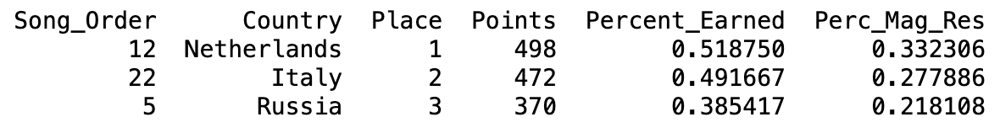 Song_Order Country Place Points Percent_Earned Perc_Mag_Res
12 Netherlands 1 498 0.518750 0.332306
22 Italy 2 472 0.491667 0.277886
5 Russia 3 370 0.385417 0.218108